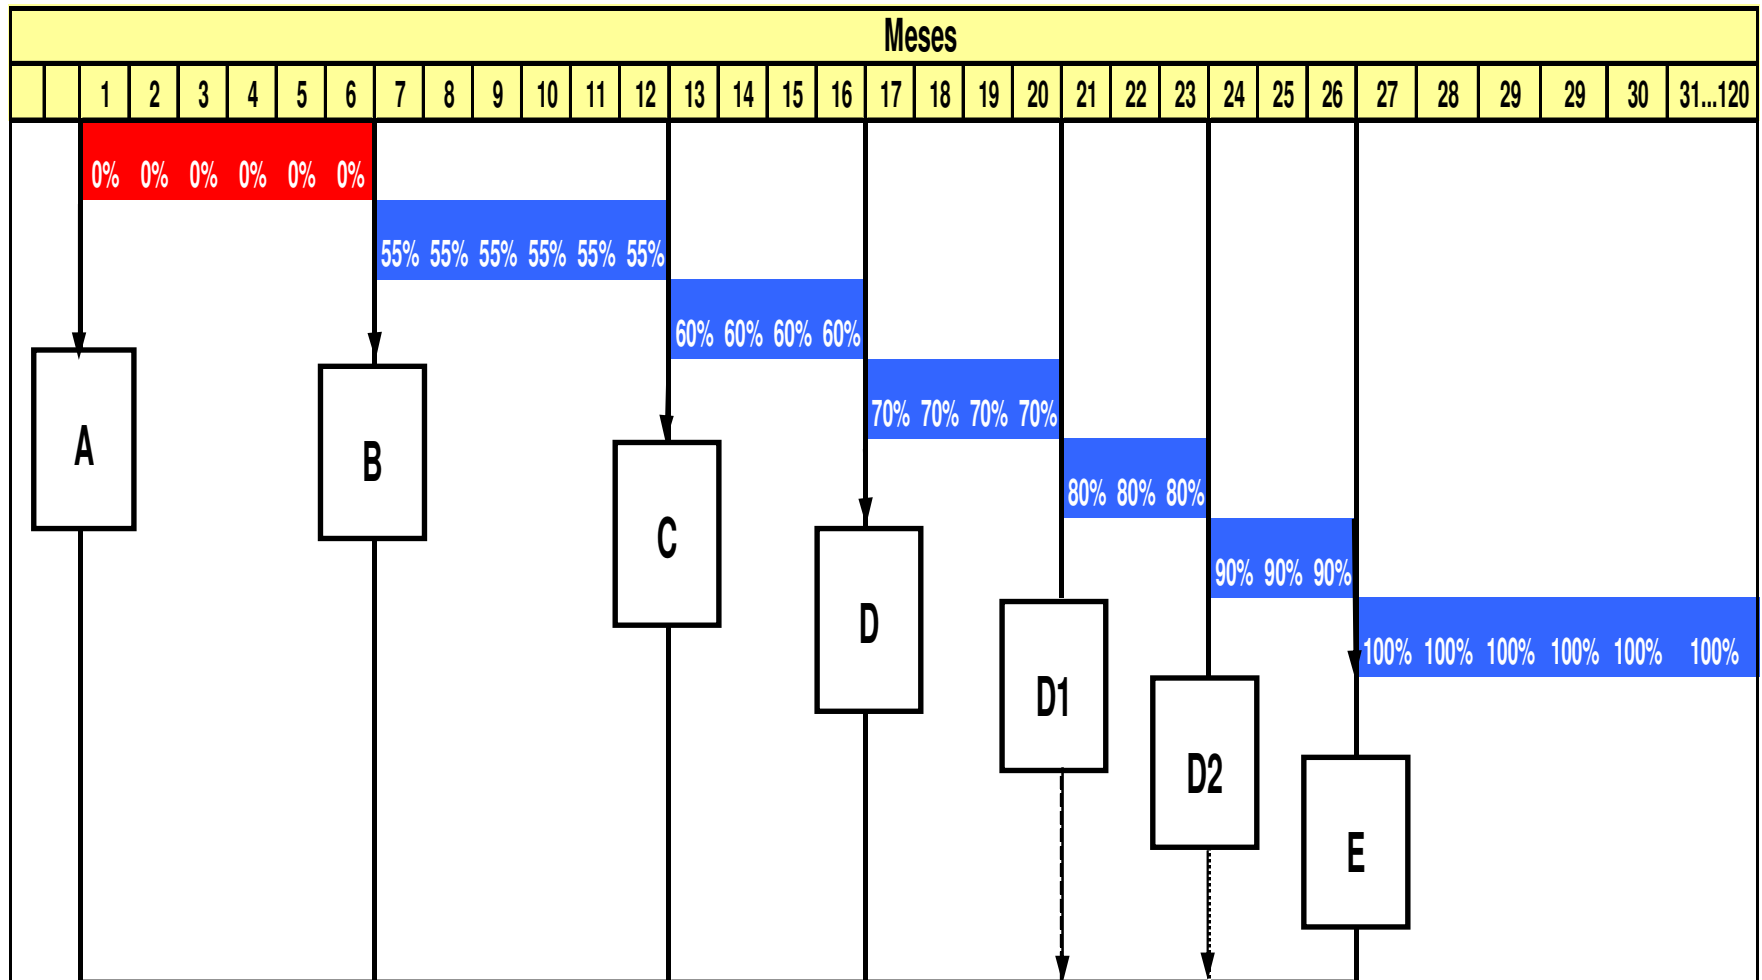 Meses
1 2 3 4 5 6 7 8 9 10 11 12 13 14 15 16 17 18 19 20 21 22 23 24 25 26 27 28 29 29 30 31...120
0% 0% 0% 0% 0% 0%
55% 55% 55% 55% 55% 55%
60% 60% 60% 60%
70% 70% 70% 70%
A
B
80% 80% 80%
C
90% 90% 90%
D
100% 100% 100% 100% 100% 100%
D1
D2
E